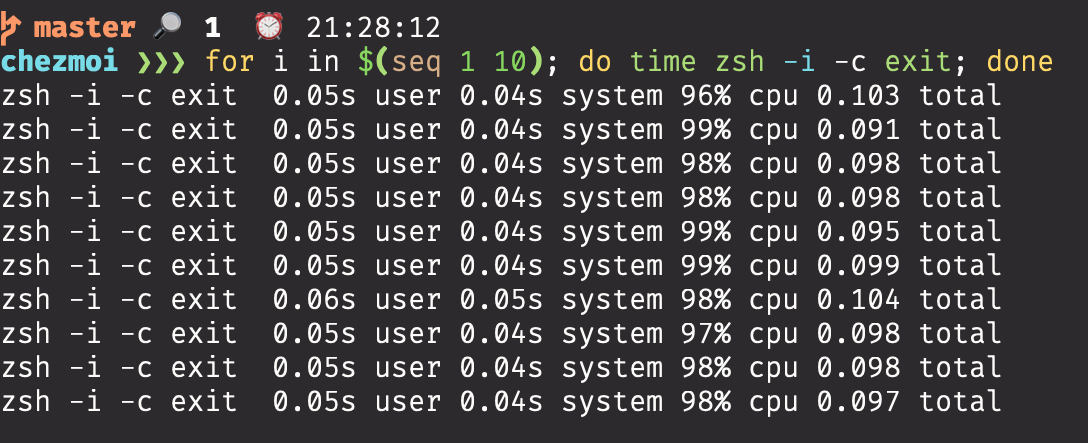 master 🔎 1 ⏰ 21:28:12
chezmoi ❯❯❯ for i in $(seq 1 10); do time zsh -i -c exit; done
zsh -i -c exit  0.05s user 0.04s system 96% cpu 0.103 total
zsh -i -c exit  0.05s user 0.04s system 99% cpu 0.091 total
zsh -i -c exit  0.05s user 0.04s system 98% cpu 0.098 total
zsh -i -c exit  0.05s user 0.04s system 98% cpu 0.098 total
zsh -i -c exit  0.05s user 0.04s system 99% cpu 0.095 total
zsh -i -c exit  0.05s user 0.04s system 99% cpu 0.099 total
zsh -i -c exit  0.06s user 0.05s system 98% cpu 0.104 total
zsh -i -c exit  0.05s user 0.04s system 97% cpu 0.098 total
zsh -i -c exit  0.05s user 0.04s system 98% cpu 0.098 total
zsh -i -c exit  0.05s user 0.04s system 98% cpu 0.097 total